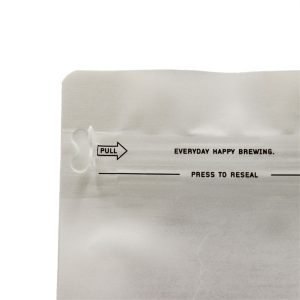 PULL
EVERYDAY HAPPY BREWING.
PRESS TO RESEAL